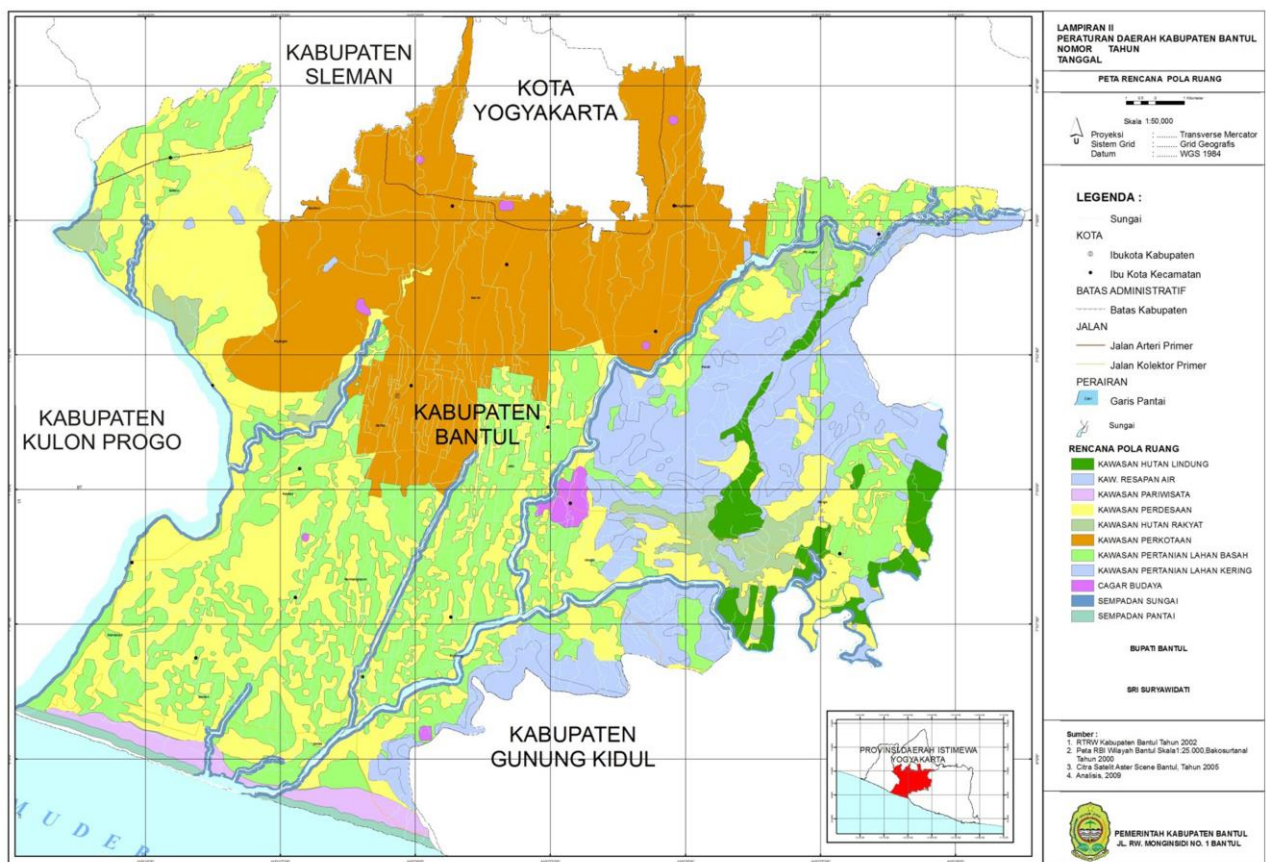 KABUPATEN
SLEMAN
KOTA
YOGYAKARTA
KABUPATEN
KULON PROGO
KABUPATEN
BANTUL
KABUPATEN
GUNUNG KIDUL
M U D E R
PROVINSI DAERAH ISTIMEWA
YOGYAKARTA
LAMPIRAN II
PERATURAN DAERAH KABUPATEN BANTUL
NOMOR TAHUN
TANGGAL
PETA RENCANA POLA RUANG
Skala 1:50,000
U
Proyeksi : ......... Transverse Mercator
Sistem Grid : ......... Grid Geografis
Datum : ......... WGS 1984
LEGENDA :
Sungai
KOTA
Ibukota Kabupaten
Ibu Kota Kecamatan
BATAS ADMINISTRATIF
Batas Kabupaten
JALAN
Jalan Arteri Primer
Jalan Kolektor Primer
PERAIRAN
Garis Pantai
Sungai
RENCANA POLA RUANG
KAWASAN HUTAN LINDUNG
KAW. RESAPAN AIR
KAWASAN PARIWISATA
KAWASAN PERDESAAN
KAWASAN HUTAN RAKYAT
KAWASAN PERKOTAAN
KAWASAN PERTANIAN LAHAN BASAH
KAWASAN PERTANIAN LAHAN KERING
CAGAR BUDAYA
SEMPADAN SUNGAI
SEMPADAN PANTAI
BUPATI BANTUL
SRI SURYAWIDATI
Sumber :
1. RTRW Kabupaten Bantul Tahun 2002
2. Peta RBI Wilayah Bantul Skala1:25.000,Bakosurtanal
Tahun 2000
3. Citra Satelit Aster Scene Bantul, Tahun 2005
4. Analisis, 2009
PEMERINTAH KABUPATEN BANTUL
JL. RW. MONGINSIDI NO. 1 BANTUL